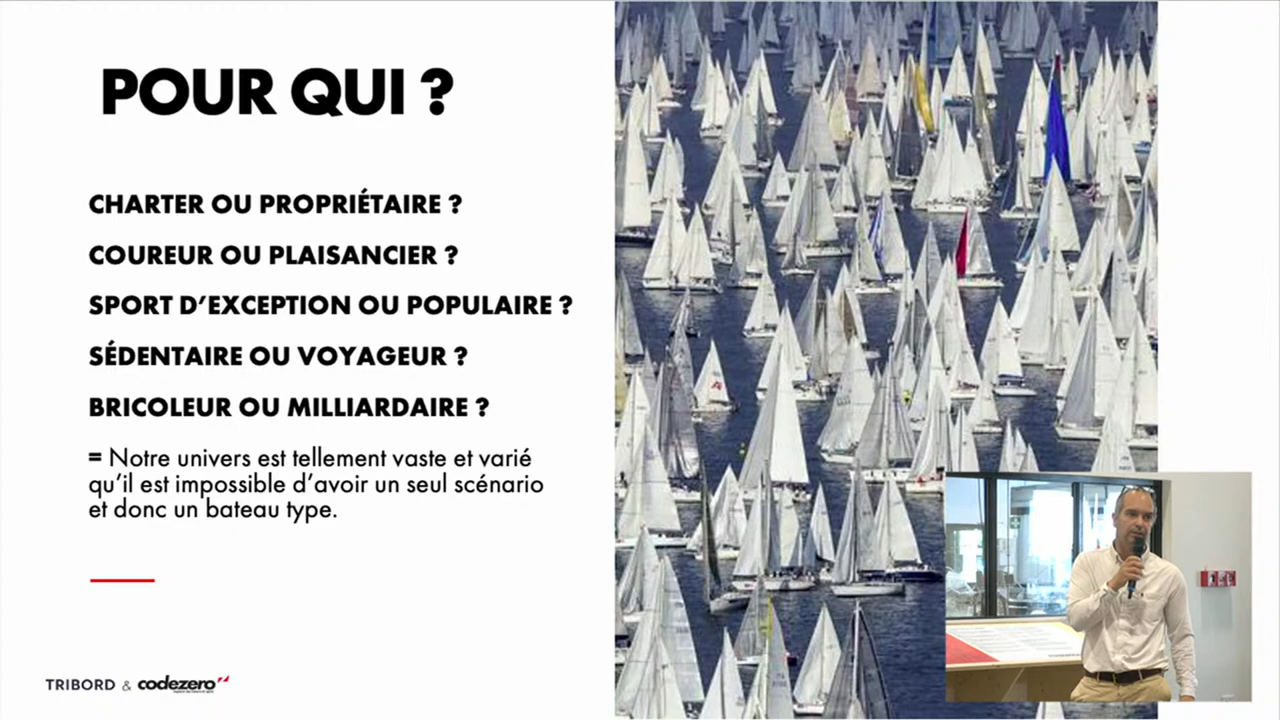 POUR QUI ?
CHARTER OU PROPRIÉTAIRE ?
COUREUR OU PLAISANCIER ?
SPORT D’EXCEPTION OU POPULAIRE ?
SÉDENTAIRE OU VOYAGEUR ?
BRICOLEUR OU MILLIARDAIRE ?
= Notre univers est tellement vaste et varié
qu’il est impossible d’avoir un seul scénario
et donc un bateau type.
TRIBORD & codezero